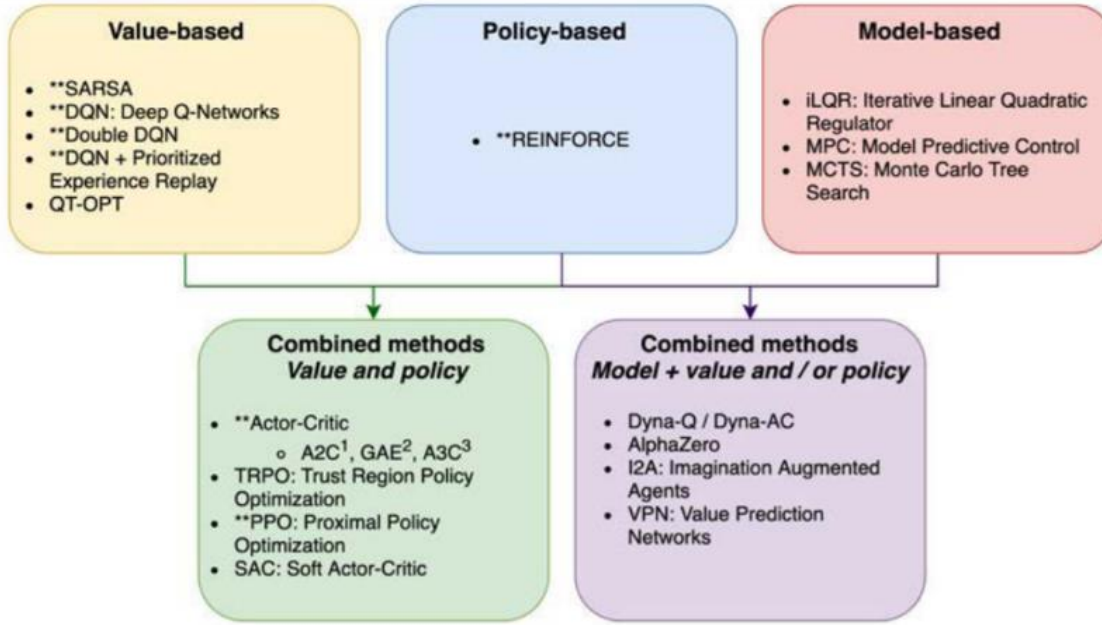 Value-based
• **SARSA
• **DQN: Deep Q-Networks
• **Double DQN
• **DQN + Prioritized
Experience Replay
• QT-OPT
Policy-based
• **REINFORCE
Model-based
• iLQR: Iterative Linear Quadratic
Regulator
• MPC: Model Predictive Control
• MCTS: Monte Carlo Tree
Search
Combined methods
Value and policy
• **Actor-Critic
○ A2C¹, GAE², A3C³
• TRPO: Trust Region Policy
Optimization
• **PPO: Proximal Policy
Optimization
• SAC: Soft Actor-Critic
Combined methods
Model + value and / or policy
• Dyna-Q / Dyna-AC
• AlphaZero
• I2A: Imagination Augmented
Agents
• VPN: Value Prediction
Networks